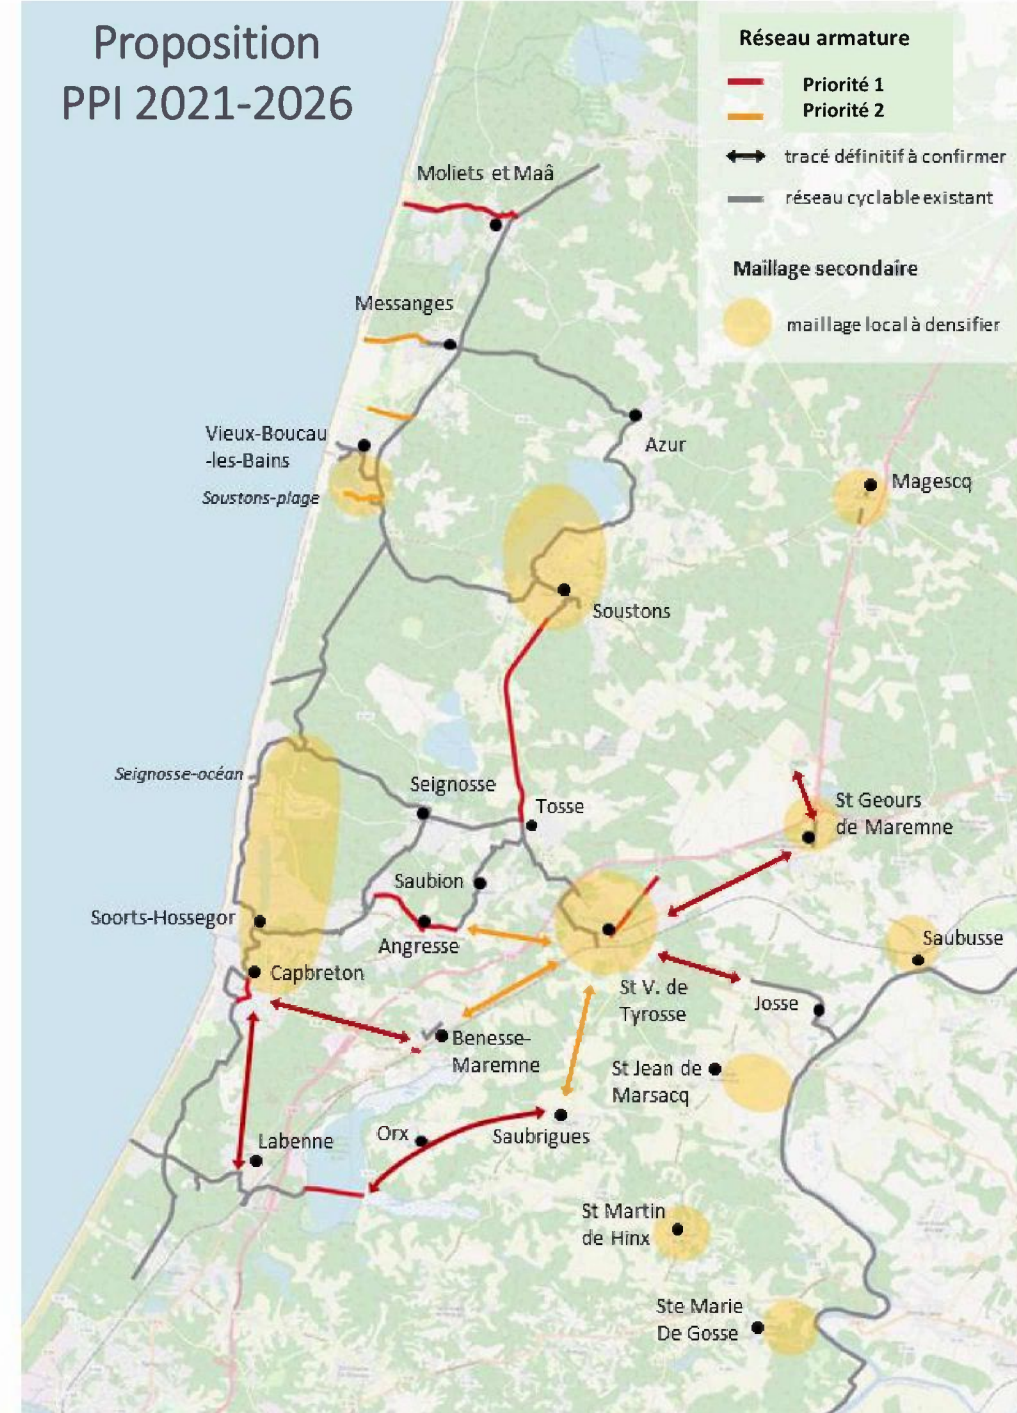 Proposition
PPI 2021-2026
Réseau armature
Priorité 1
Priorité 2
tracé définitif à confirmer
réseau cyclable existant
Maillage secondaire
maillage local à densifier
Moliets et Maâ
Messanges
Vieux-Boucau
-les-Bains
Soustons-plage
Azur
Magescq
Soustons
Seignosse-océan
Seignosse
Tosse
St Geours
de Maremne
Saubion
Soorts-Hossegor
Angresse
Saubusse
Capbreton
St V. de
Tyrosse
Josse
Benesse-
Maremne
St Jean de
Marsacq
Orx
Saubrigues
Labenne
St Martin
de Hinx
Ste Marie
De Gosse